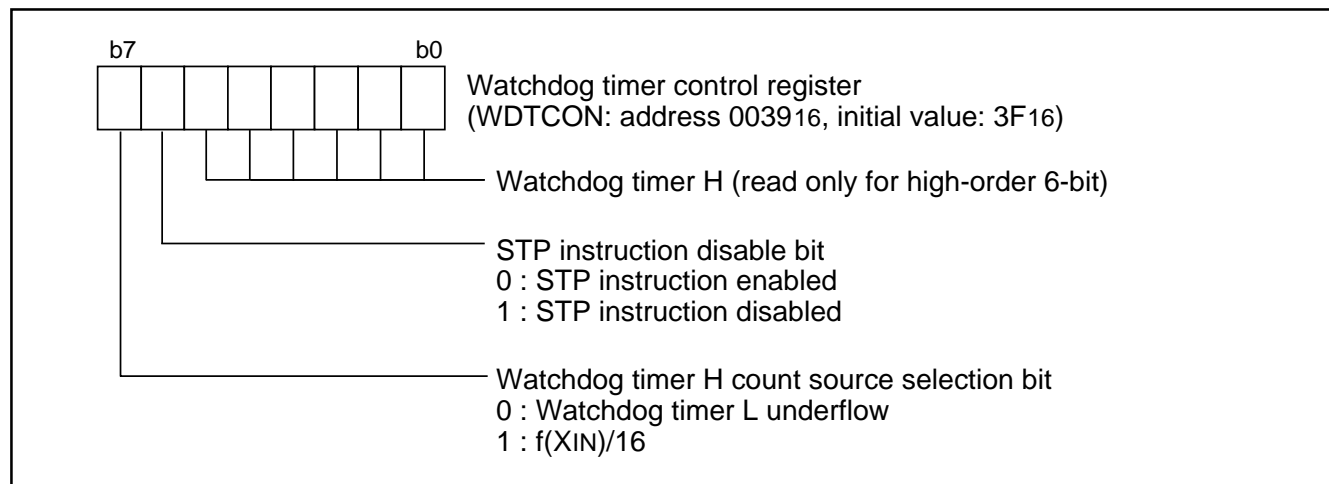 b7 b0
Watchdog timer control register
(WDTCON: address 003916, initial value: 3F16)
Watchdog timer H (read only for high-order 6-bit)
STP instruction disable bit
0 : STP instruction enabled
1 : STP instruction disabled
Watchdog timer H count source selection bit
0 : Watchdog timer L underflow
1 : f(XIN)/16